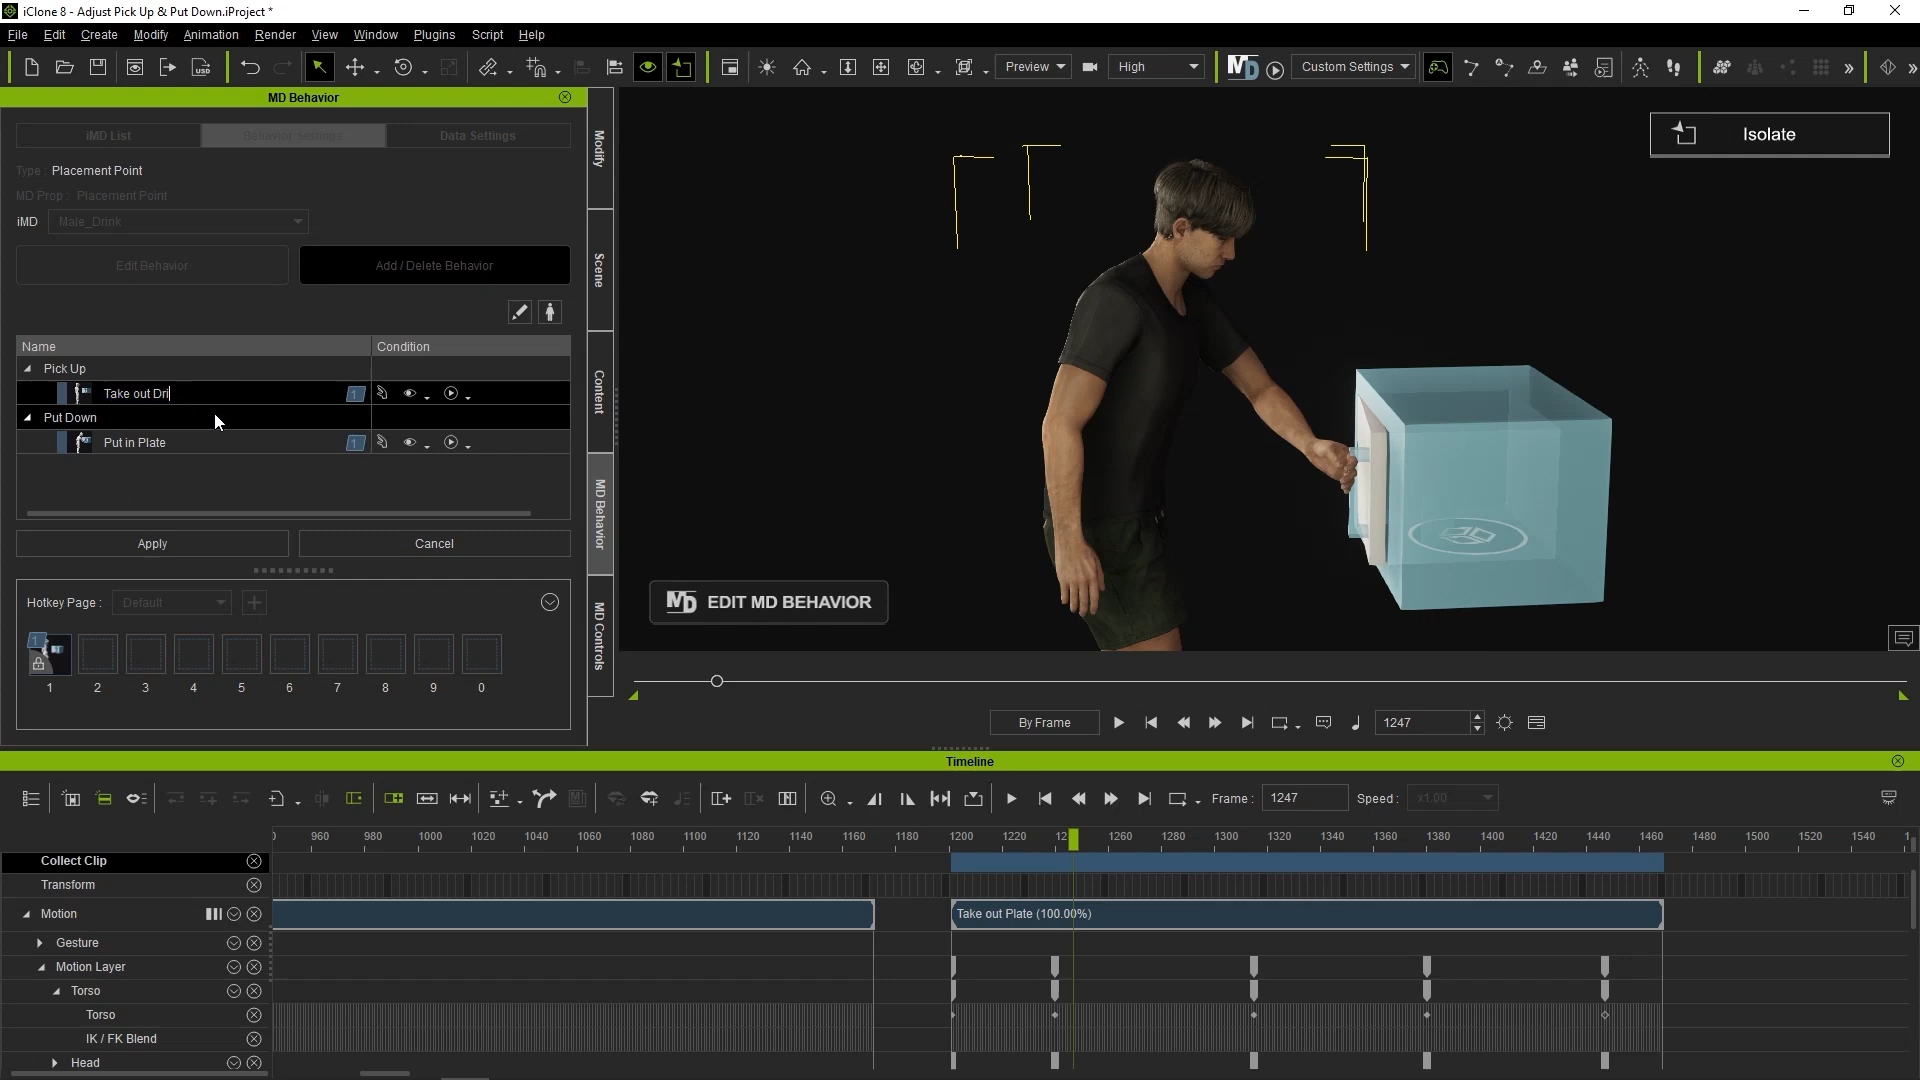 iClone 8 - Adjust Pick Up & Put Down.iProject *
File Edit Create Modify Animation Render View Window Plugins Script Help
Preview High MD Custom Settings
MD Behavior
iMD List Behavior Settings Data Settings
Type : Placement Point
MD Prop : Placement Point
iMD Male_Drink
Edit Behavior Add / Delete Behavior
Name Condition
Pick Up
Take out Dri 1
Put Down
Put in Plate 1
Apply Cancel
Hotkey Page : Default
1
1 2 3 4 5 6 7 8 9 0
Modify
Scene
Content
MD Behavior
MD Controls
Isolate
MD EDIT MD BEHAVIOR
By Frame 1247
Timeline
Frame : 1247 Speed : x1.00
960 980 1000 1020 1040 1060 1080 1100 1120 1140 1160 1180 1200 1220 12 1260 1280 1300 1320 1340 1360 1380 1400 1420 1440 1460 1480 1500 1520 1540
Collect Clip
Transform
Motion Take out Plate (100.00%)
Gesture
Motion Layer
Torso
Torso
IK / FK Blend
Head